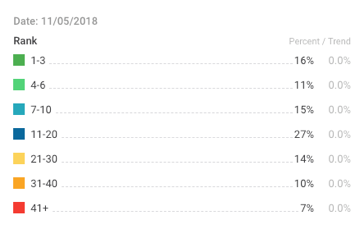 Date: 11/05/2018
Rank Percent / Trend
1-3 16% 0.0%
4-6 11% 0.0%
7-10 15% 0.0%
11-20 27% 0.0%
21-30 14% 0.0%
31-40 10% 0.0%
41+ 7% 0.0%